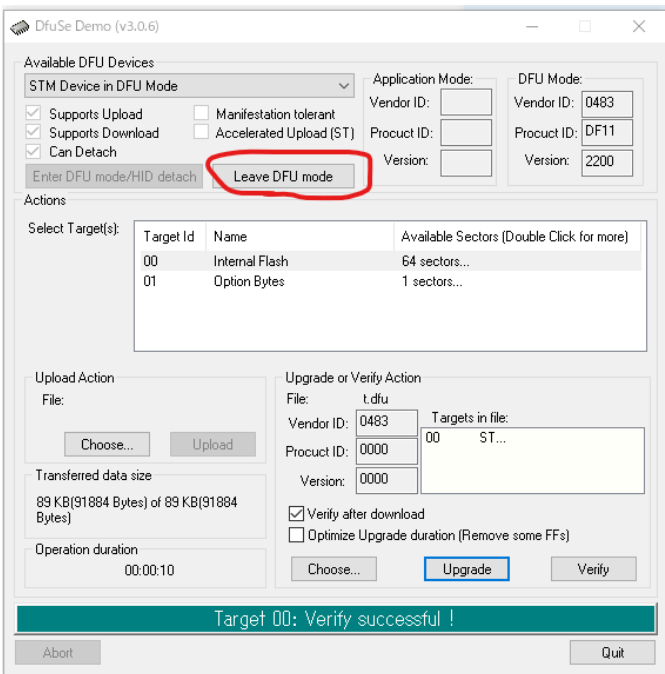 DfuSe Demo (v3.0.6)
Available DFU Devices
STM Device in DFU Mode
Supports Upload
Manifestation tolerant
Supports Download
Accelerated Upload (ST)
Can Detach
Enter DFU mode/HID detach
Leave DFU mode
Application Mode:
Vendor ID:
Procuct ID:
Version:
DFU Mode:
Vendor ID: 0483
Procuct ID: DF11
Version: 2200
Actions
Select Target(s):
Target Id Name Available Sectors (Double Click for more)
00 Internal Flash 64 sectors...
01 Option Bytes 1 sectors...
Upload Action
File:
Choose... Upload
Transferred data size
89 KB(91884 Bytes) of 89 KB(91884
Bytes)
Operation duration
00:00:10
Upgrade or Verify Action
File: t.dfu
Vendor ID: 0483
Procuct ID: 0000
Version: 0000
Targets in file:
00 ST...
Verify after download
Optimize Upgrade duration (Remove some FFs)
Choose... Upgrade Verify
Target 00: Verify successful !
Abort Quit